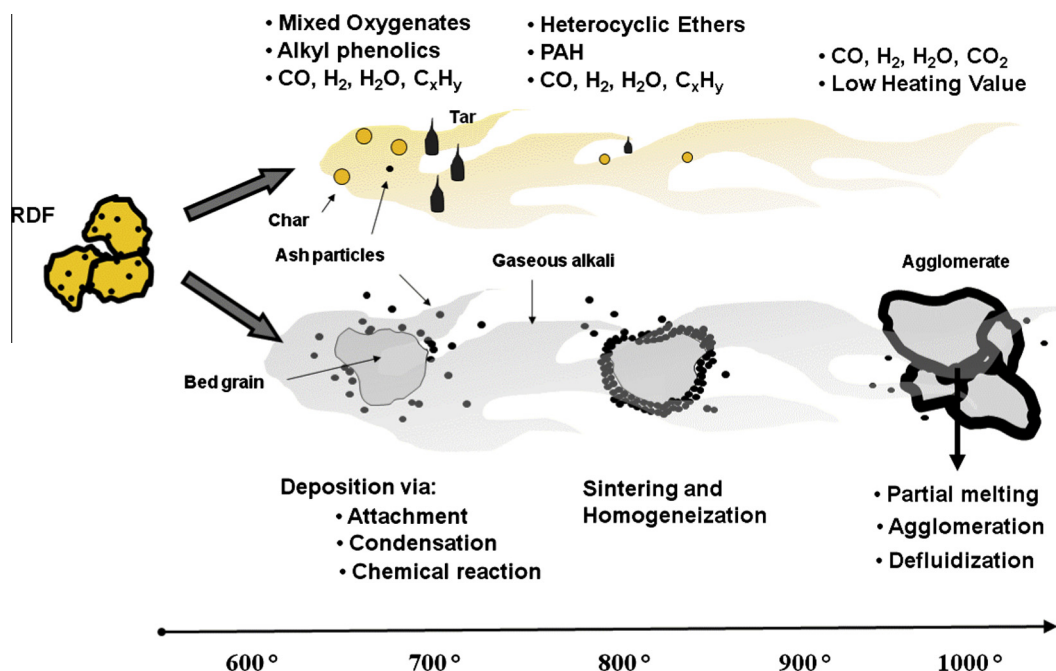 • Mixed Oxygenates
• Alkyl phenolics
• CO, H₂, H₂O, CₓHᵧ
• Heterocyclic Ethers
• PAH
• CO, H₂, H₂O, CₓHᵧ
• CO, H₂, H₂O, CO₂
• Low Heating Value
Tar
RDF
Char
Ash particles
Gaseous alkali
Agglomerate
Bed grain
Deposition via:
• Attachment
• Condensation
• Chemical reaction
Sintering and
Homogeneization
• Partial melting
• Agglomeration
• Defluidization
600° 700° 800° 900° 1000°